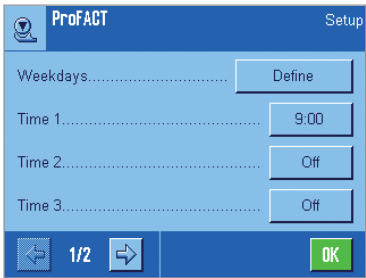 ProFACT Setup
Weekdays.............................. Define
Time 1.......................................... 9:00
Time 2.......................................... Off
Time 3.......................................... Off
1/2 OK